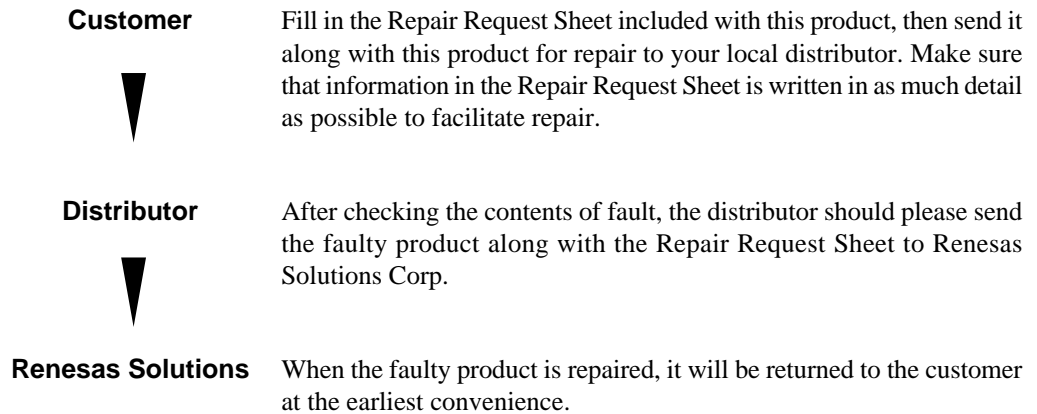 Customer
Fill in the Repair Request Sheet included with this product, then send it
along with this product for repair to your local distributor. Make sure
that information in the Repair Request Sheet is written in as much detail
as possible to facilitate repair.
Distributor
After checking the contents of fault, the distributor should please send
the faulty product along with the Repair Request Sheet to Renesas
Solutions Corp.
Renesas Solutions
When the faulty product is repaired, it will be returned to the customer
at the earliest convenience.